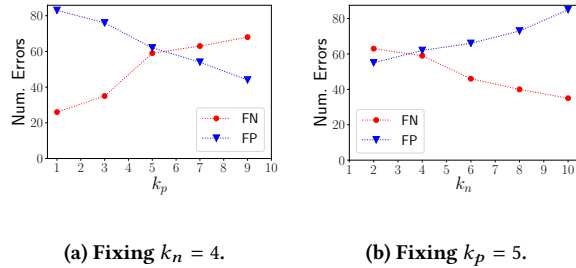 80
60
40
20
0
Num. Errors
FN
FP
1 2 3 4 5 6 7 8 9 10
k_p
(a) Fixing k_n = 4.
80
60
40
20
0
Num. Errors
FN
FP
1 2 3 4 5 6 7 8 9 10
k_n
(b) Fixing k_p = 5.